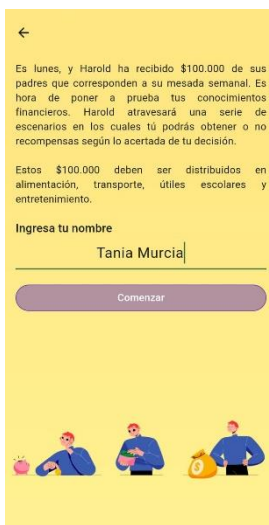 Es lunes, y Harold ha recibido $100.000 de sus
padres que corresponden a su mesada semanal. Es
hora de poner a prueba tus conocimientos
financieros. Harold atravesará una serie de
escenarios en los cuales tú podrás obtener o no
recompensas según lo acertada de tu decisión.
Estos $100.000 deben ser distribuidos en
alimentación, transporte, útiles escolares y
entretenimiento.
Ingresa tu nombre
Tania Murcia
Comenzar
$